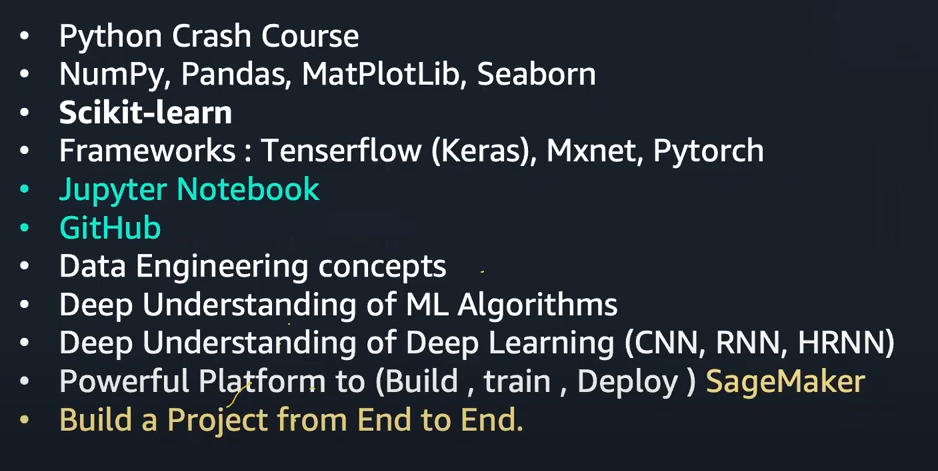 • Python Crash Course
• NumPy, Pandas, MatPlotLib, Seaborn
• Scikit-learn
• Frameworks : Tenserflow (Keras), Mxnet, Pytorch
• Jupyter Notebook
• GitHub
• Data Engineering concepts
• Deep Understanding of ML Algorithms
• Deep Understanding of Deep Learning (CNN, RNN, HRNN)
• Powerful Platform to (Build , train , Deploy ) SageMaker
• Build a Project from End to End.